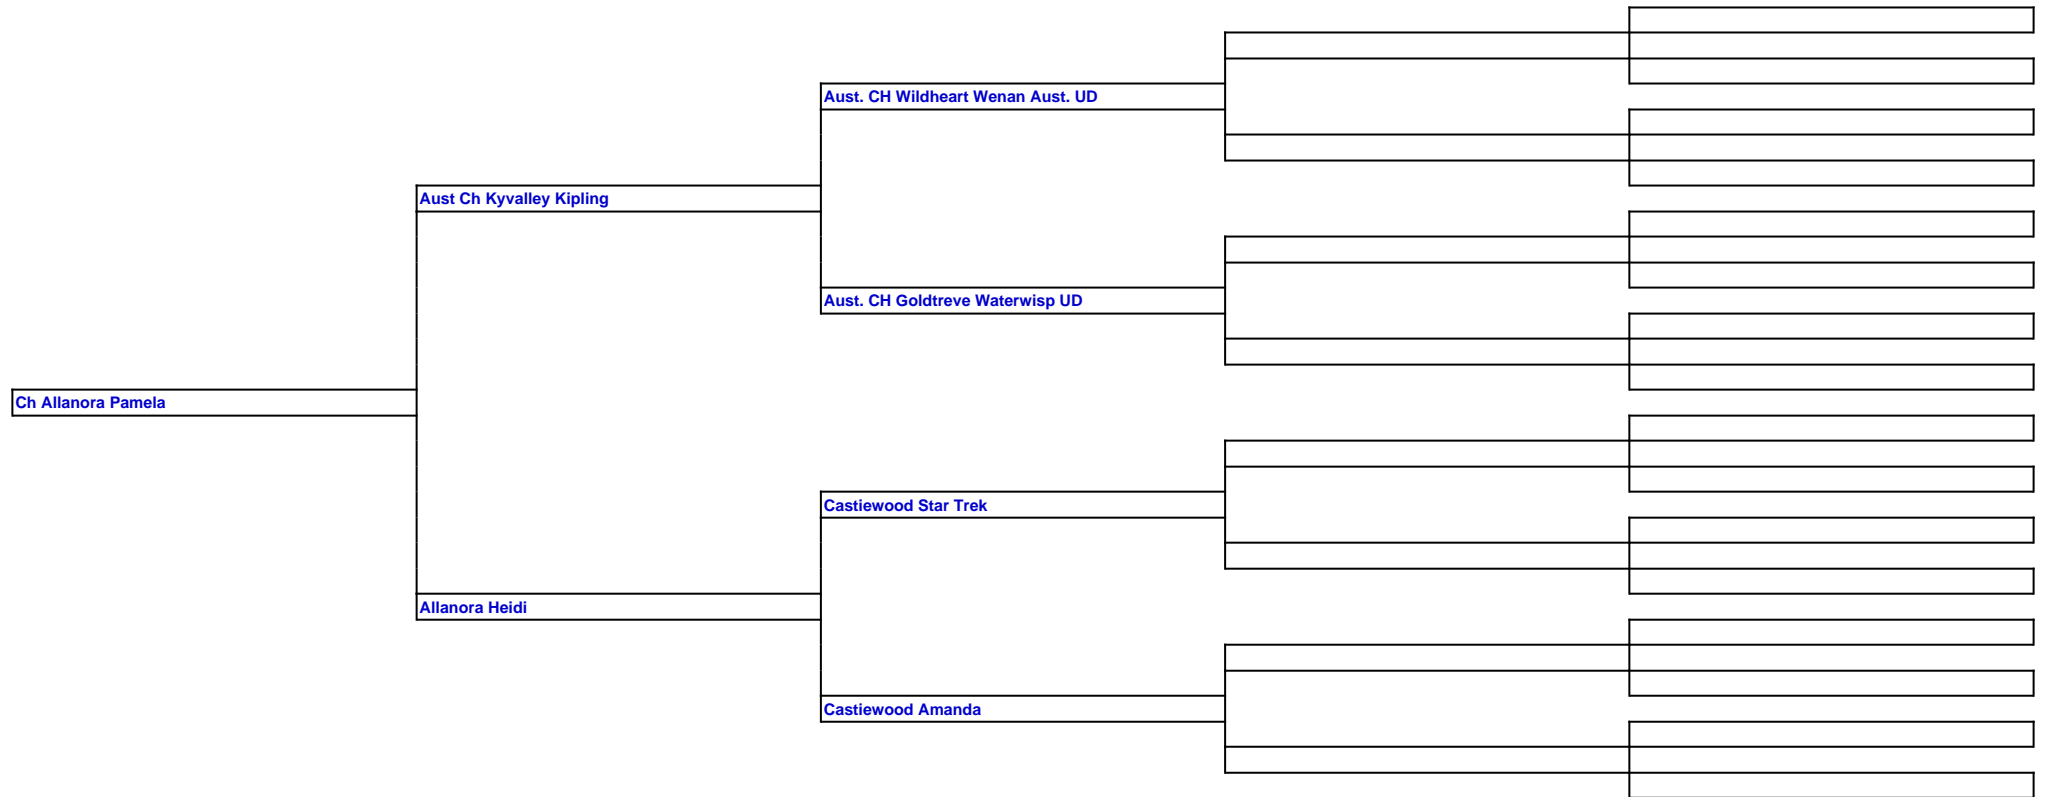 Aust. CH Wildheart Wenan Aust. UD
Aust Ch Kyvalley Kipling
Aust. CH Goldtreve Waterwisp UD
Ch Allanora Pamela
Castiewood Star Trek
Allanora Heidi
Castiewood Amanda